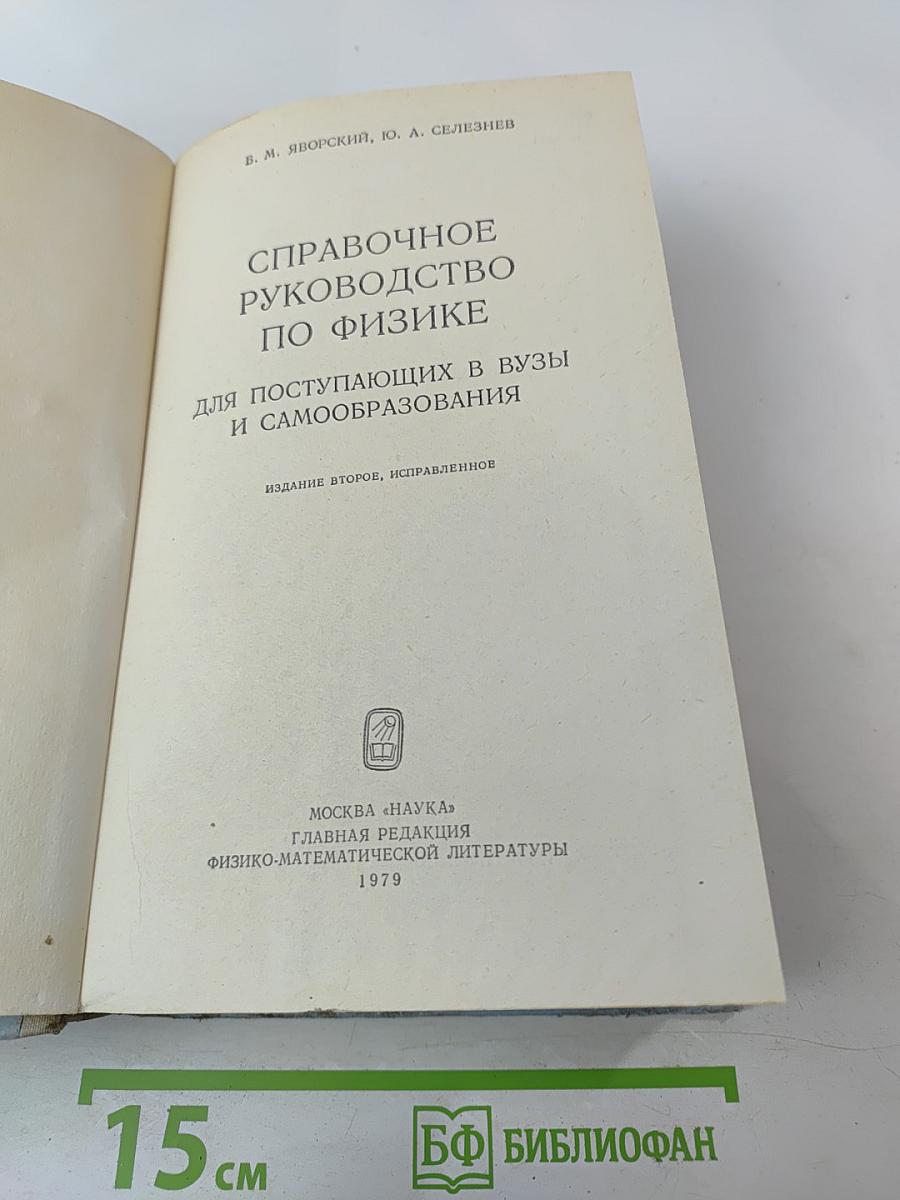 Б. М. ЯВОРСКИЙ, Ю. А. СЕЛЕЗНЕВ
СПРАВОЧНОЕ
РУКОВОДСТВО
ПО ФИЗИКЕ
ДЛЯ ПОСТУПАЮЩИХ В ВУЗЫ
И САМООБРАЗОВАНИЯ
ИЗДАНИЕ ВТОРОЕ, ИСПРАВЛЕННОЕ
МОСКВА «НАУКА»
ГЛАВНАЯ РЕДАКЦИЯ
ФИЗИКО-МАТЕМАТИЧЕСКОЙ ЛИТЕРАТУРЫ
1979
15 см
БФ БИБЛИОФАН